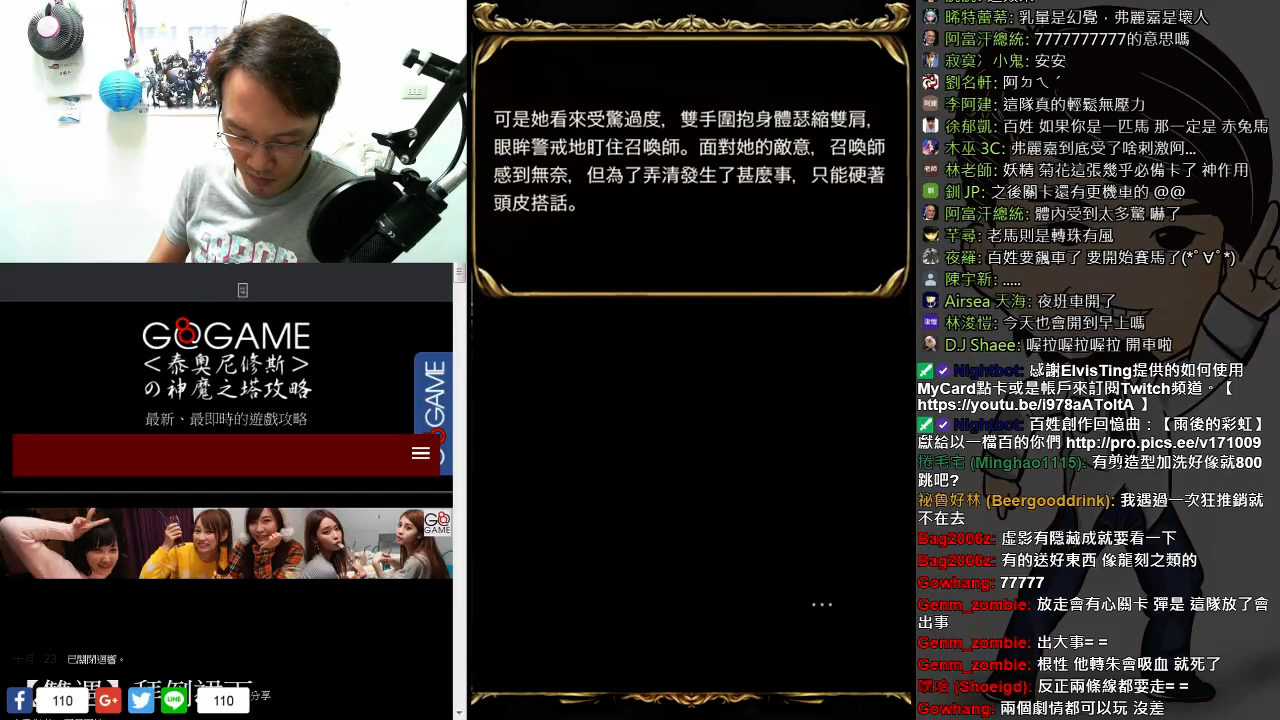 G8GAME
＜泰奧尼修斯＞
の神魔之塔攻略
最新、最即時的遊戲攻略
GAME
G8
GAME
十月 23 已關閉迴響。
110
110
分享
可是她看來受驚過度，雙手圍抱身體瑟縮雙肩，
眼眸警戒地盯住召喚師。面對她的敵意，召喚師
感到無奈，但為了弄清發生了甚麼事，只能硬著
頭皮搭話。
...
乳量是幻覺，弗麗嘉是壞人
阿富汗總統: 7777777777的意思嗎
寂寞冫小鬼: 安安
劉名軒: 阿ㄉㄟˊ
李阿建: 這隊真的輕鬆無壓力
徐郁凱: 百姓 如果你是一匹馬 那一定是 赤兔馬
木巫 3C: 弗麗嘉到底受了啥刺激阿...
林老師: 妖精 菊花這張幾乎必備卡了 神作用
釧JP: 之後關卡還有更機車的 @@
阿富汗總統: 體內受到太多驚 嚇了
芊尋: 老馬則是轉珠有風
夜羅: 百姓要飆車了 要開始賽馬了(*ﾟ∀ﾟ*)
陳宇新: .....
Airsea 天海: 夜班車開了
林浚愷: 今天也會開到早上嗎
DJ Shaee: 喔拉喔拉喔拉 開車啦
Nightbot: 感謝ElvisTing提供的如何使用
MyCard點卡或是帳戶來訂閱Twitch頻道。【
https://youtu.be/i978aAToItA 】
Nightbot: 百姓創作回憶曲：【雨後的彩虹】
獻給以一檔百的你們 http://pro.pics.ee/v171009
捲毛宅 (Minghao1115): 有剪造型加洗好像就800
跳吧?
祕魯好林 (Beergooddrink): 我遇過一次狂推銷就
不在去
Bag2006z: 虛影有隱藏成就要看一下
Bag2006z: 有的送好東西 像封刻之類的
Gowhang: 77777
Genm_zombie: 放走會有心關卡 彈是 這隊放了會
出事
Genm_zombie: 出大事= =
Genm_zombie: 根性 他轉朱會吸血 就死了
嘿哈 (Shoeigd): 反正兩條線都要走= =
Gowhang: 兩個劇情都可以玩 沒差